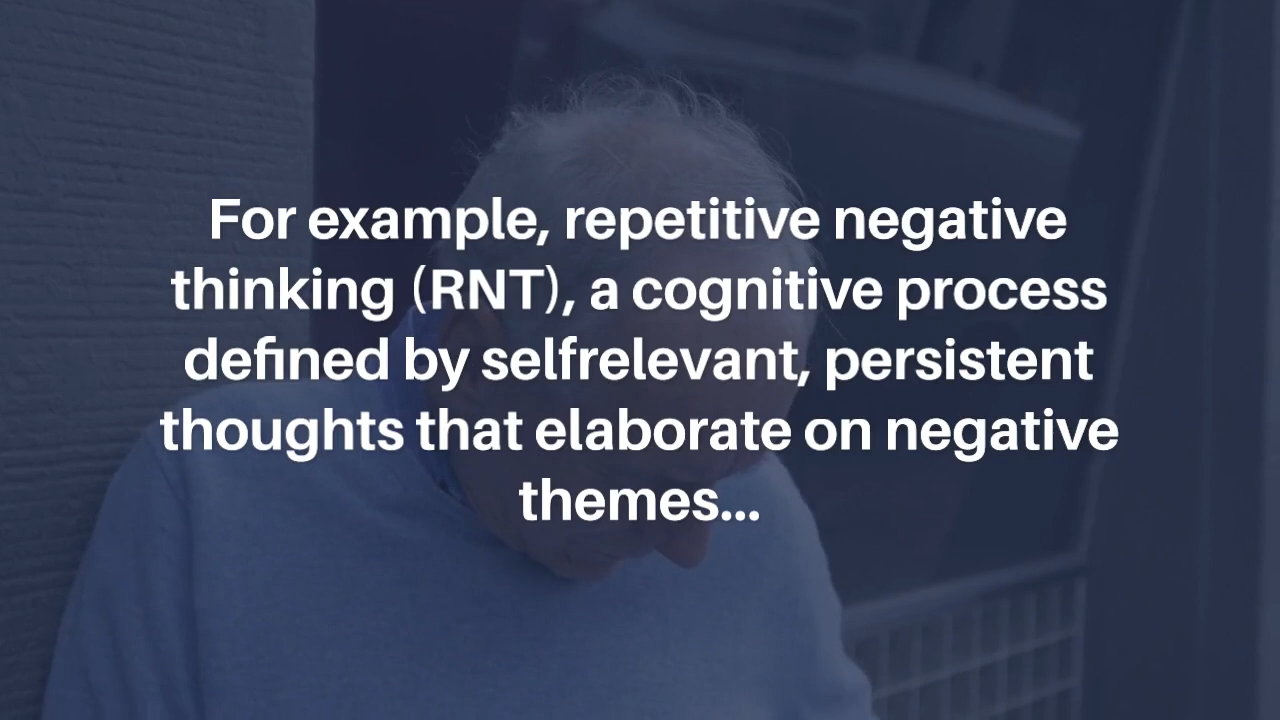 For example, repetitive negative
thinking (RNT), a cognitive process
defined by selfrelevant, persistent
thoughts that elaborate on negative
themes...